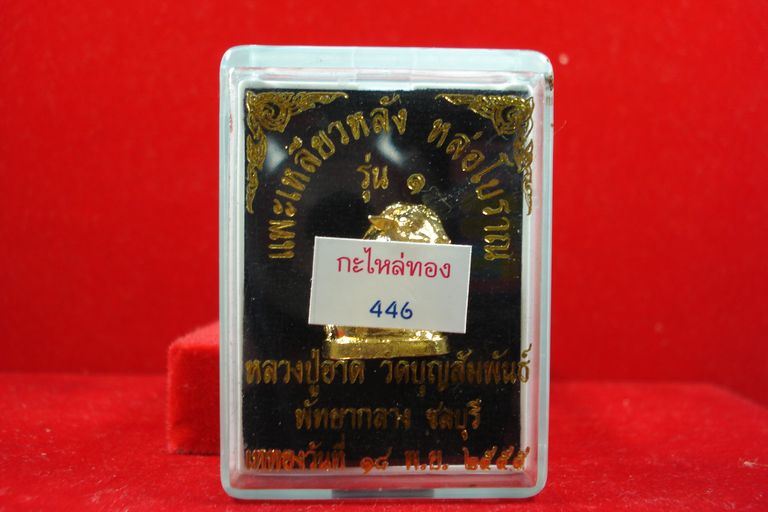 แพะเหลียวหลัง หล่อโบราณ
รุ่น ๑
กะไหล่ทอง
446
หลวงปู่ฮาด วัดบุญสัมพันธ์
พัทยากลาง ชลบุรี
เททองวันที่ ๑๘ พ.ย. ๒๕๕๕